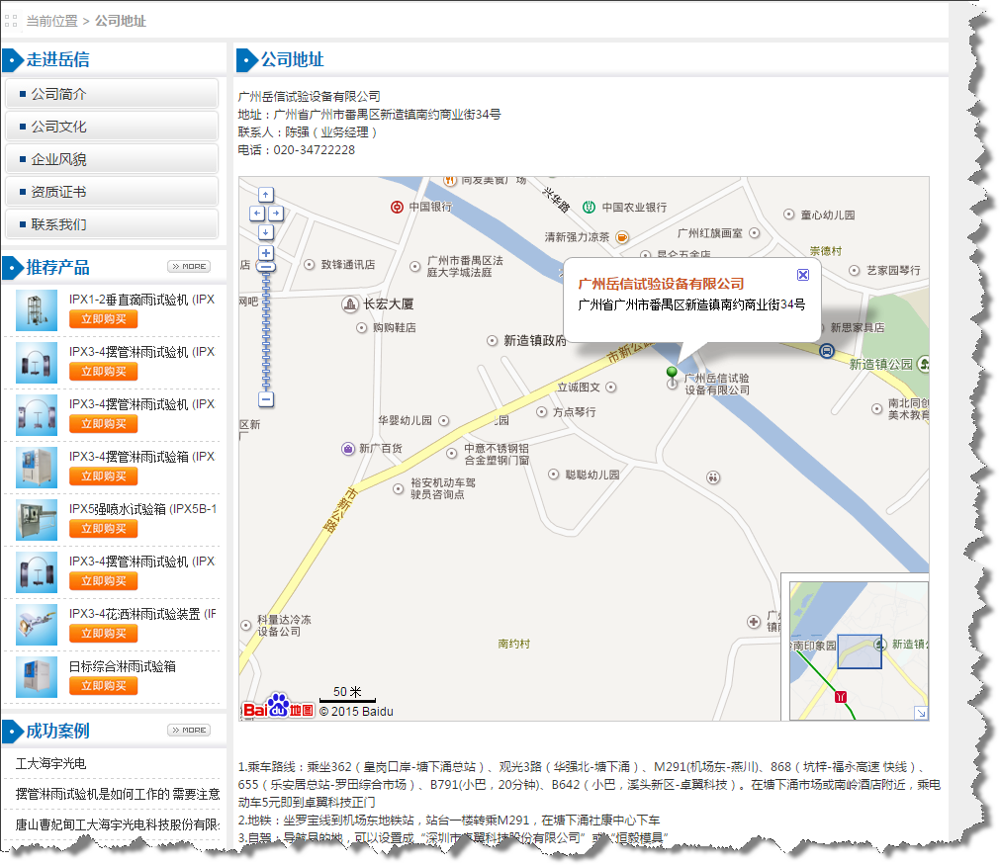 当前位置 > 公司地址
走进岳信
公司简介
公司文化
企业风貌
资质证书
联系我们
推荐产品
>> MORE
IPX1-2垂直滴雨试验机 (IPX
立即购买
IPX3-4摆管淋雨试验机 (IPX
立即购买
IPX3-4摆管淋雨试验机 (IPX
立即购买
IPX3-4摆管淋雨试验箱 (IPX
立即购买
IPX5强喷水试验箱 (IPX5B-1
立即购买
IPX3-4摆管淋雨试验机 (IPX
立即购买
IPX3-4花洒淋雨试验装置 (IF
立即购买
日标综合淋雨试验箱
立即购买
成功案例
>> MORE
工大海宇光电
摆管淋雨试验机是如何工作的 需要注意
唐山曹妃甸工大海宇光电科技股份有限
公司地址
广州岳信试验设备有限公司
地址：广州省广州市番禺区新造镇南约商业街34号
联系人：陈强（业务经理）
电话：020-34722228
尚发美食广场
中国银行
兴华路
中国农业银行
童心幼儿园
清新强力凉茶
广州红旗画室
崇德村
昆仑五金店
店
致锋通讯店
广州市番禺区法
庭大学城法庭
艺家园琴行
网吧
长宏大厦
购购鞋店
新造镇政府
市新公路
广州岳信试验设备有限公司
广州省广州市番禺区新造镇南约商业街34号
新思家具店
新造镇公园
广州岳信试验
设备有限公司
立诚图文
方点琴行
南北同创
美术教育
区新
厂
华婴幼儿园
园
新广百货
中意不锈钢铝
合金塑钢门窗
裕安机动车驾
驶员咨询点
聪聪幼儿园
市新公路
科量达冷冻
设备公司
南约村
广州
镇南
50 米
Bai du 地图
© 2015 Baidu
岭南印象园
新造镇公
1.乘车路线：乘坐362（皇岗口岸-塘下涌总站）、观光3路（华强北-塘下涌）、M291(机场东-燕川)、868（坑梓-福永高速 快线）、
655（乐安居总站-罗田综合市场）、B791(小巴，20分钟)、B642（小巴，溪头新区-卓翼科技）。在塘下涌市场或南岭酒店附近，乘电
动车5元即到卓翼科技正门
2.地铁：坐罗宝线到机场东地铁站，站台一楼转乘M291，在塘下涌社康中心下车
3.自驾：导航目的地，可以设置成“深圳市卓翼科技股份有限公司”或“恒毅模具”